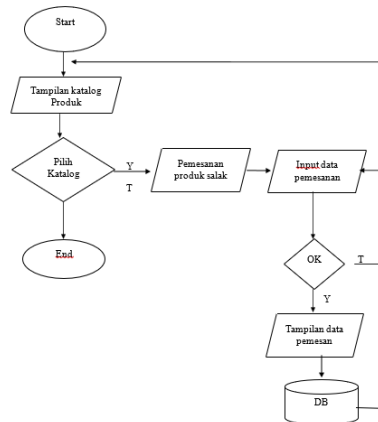 Start
Tampilan katalog
Produk
Pilih
Katalog
Y
T
Pemesanan
produk salak
Input data
pemesanan
End
OK
T
Y
Tampilan data
pemesan
DB